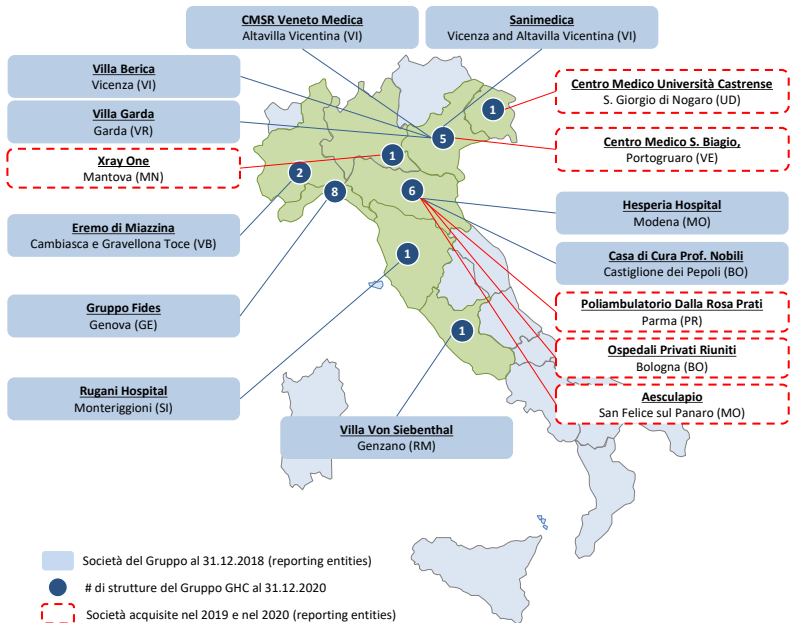 CMSR Veneto Medica
Altavilla Vicentina (VI)
Sanimedica
Vicenza and Altavilla Vicentina (VI)
Villa Berica
Vicenza (VI)
Villa Garda
Garda (VR)
Xray One
Mantova (MN)
Eremo di Miazzina
Cambiasca e Gravellona Toce (VB)
Gruppo Fides
Genova (GE)
Rugani Hospital
Monteriggioni (SI)
Villa Von Siebenthal
Genzano (RM)
Centro Medico Università Castrense
S. Giorgio di Nogaro (UD)
Centro Medico S. Biagio,
Portogruaro (VE)
Hesperia Hospital
Modena (MO)
Casa di Cura Prof. Nobili
Castiglione dei Pepoli (BO)
Poliambulatorio Dalla Rosa Prati
Parma (PR)
Ospedali Privati Riuniti
Bologna (BO)
Aesculapio
San Felice sul Panaro (MO)
1
5
1
2
8
6
1
1
Società del Gruppo al 31.12.2018 (reporting entities)
# di strutture del Gruppo GHC al 31.12.2020
Società acquisite nel 2019 e nel 2020 (reporting entities)